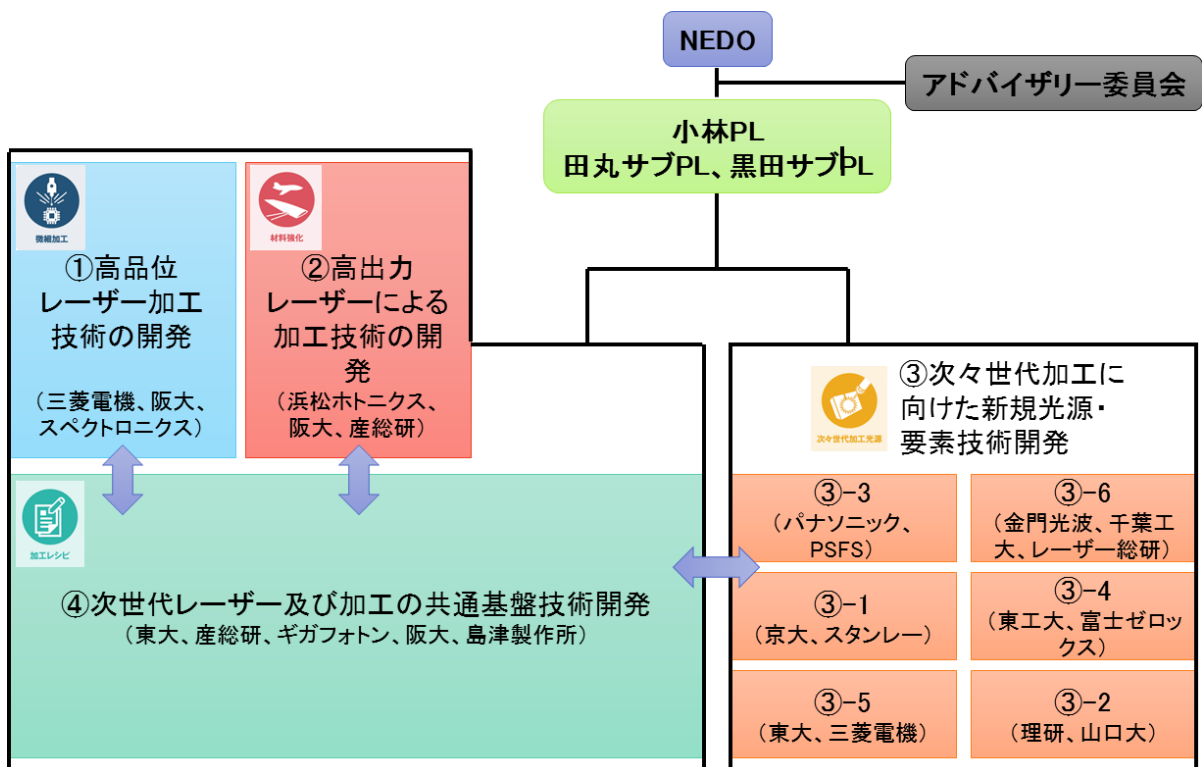 NEDO
アドバイザリー委員会
小林PL
田丸サブPL、黒田サブPL
微細加工
①高品位
レーザー加工
技術の開発
（三菱電機、阪大、
スペクトロニクス）
材料強化
②高出力
レーザーによる
加工技術の開
発
（浜松ホトニクス、
阪大、産総研）
加工レシピ
④次世代レーザー及び加工の共通基盤技術開発
（東大、産総研、ギガフォトン、阪大、島津製作所）
次々世代加工光源
③次々世代加工に
向けた新規光源・
要素技術開発
③-3
（パナソニック、
PSFS）
③-6
（金門光波、千葉工
大、レーザー総研）
③-1
（京大、スタンレー）
③-4
（東工大、富士ゼロッ
クス）
③-5
（東大、三菱電機）
③-2
（理研、山口大）